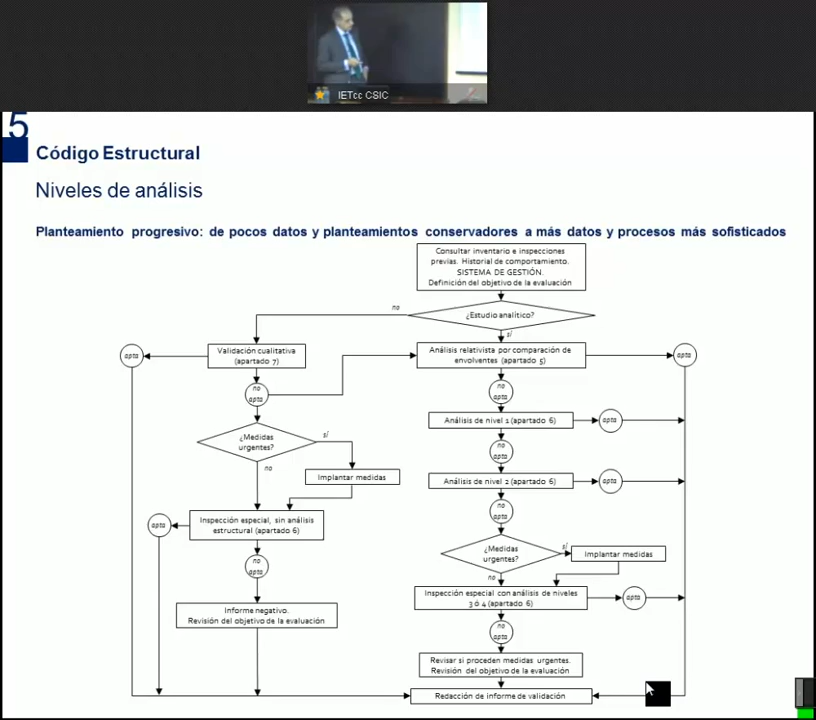 IETcc CSIC
5
Código Estructural
Niveles de análisis
Planteamiento progresivo: de pocos datos y planteamientos conservadores a más datos y procesos más sofisticados
Consultar inventario e inspecciones
previas. Historial de comportamiento.
SISTEMA DE GESTIÓN.
Definición del objetivo de la evaluación
no
¿Estudio analítico?
sí
apta
Validación cualitativa
(apartado 7)
Análisis relativista por comparación de
envolventes (apartado 5)
apta
no
apta
no
apta
Análisis de nivel 1 (apartado 6)
apta
¿Medidas
urgentes?
sí
no
no
apta
Implantar medidas
Análisis de nivel 2 (apartado 6)
apta
no
apta
apta
Inspección especial, sin análisis
estructural (apartado 6)
¿Medidas
urgentes?
sí
no
Implantar medidas
no
apta
Inspección especial con análisis de niveles
3 ó 4 (apartado 6)
apta
Informe negativo.
Revisión del objetivo de la evaluación
no
apta
Revisar si proceden medidas urgentes.
Revisión del objetivo de la evaluación
Redacción de informe de validación